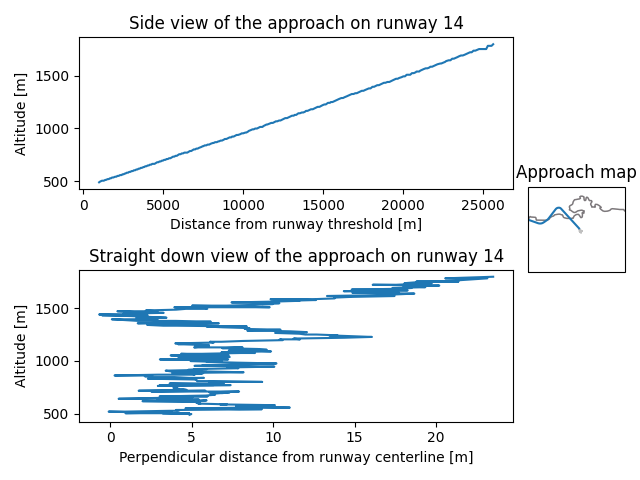 Side view of the approach on runway 14
Altitude [m]
1500
1000
500
0
5000
10000
15000
20000
25000
Distance from runway threshold [m]
Approach map
Straight down view of the approach on runway 14
Altitude [m]
1500
1000
500
0
5
10
15
20
Perpendicular distance from runway centerline [m]